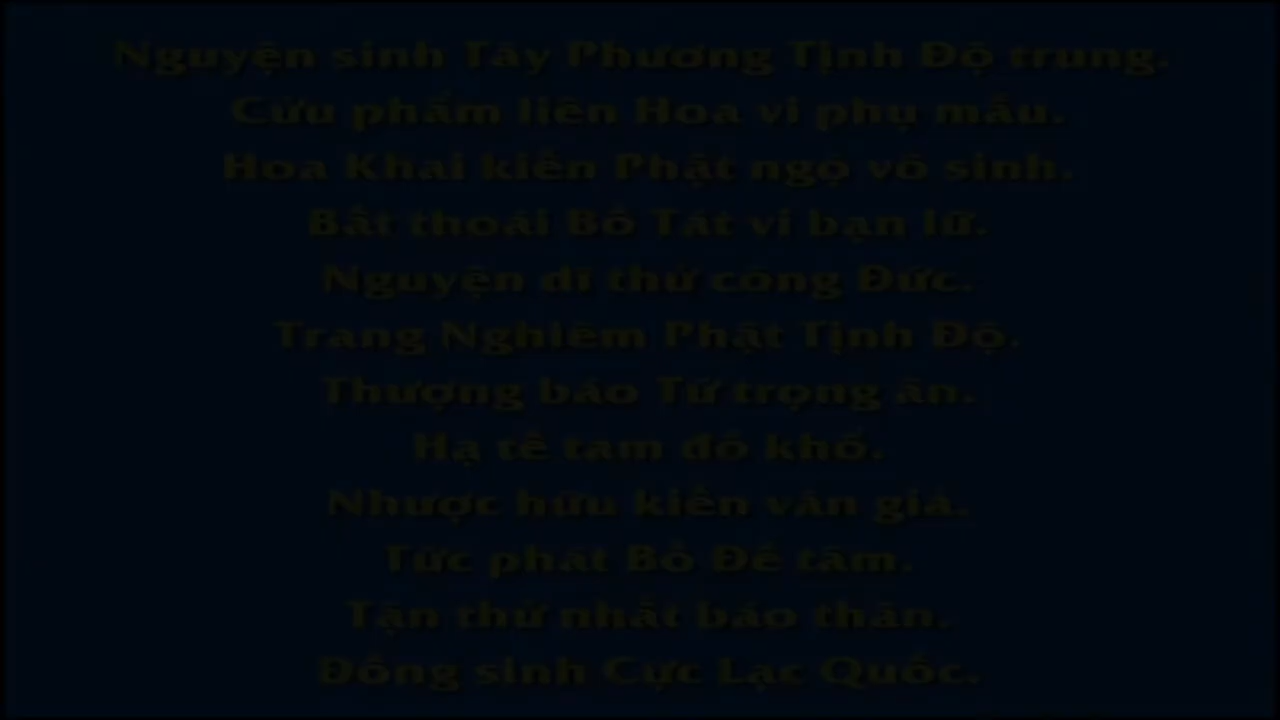 Nguyện sinh Tây Phương Tịnh Độ trung.
Cửu phẩm liên Hoa vi phụ mẫu.
Hoa Khai kiến Phật ngộ vô sinh.
Bất thoái Bồ Tát vi bạn lữ.
Nguyện dĩ thử công Đức.
Trang Nghiêm Phật Tịnh Độ.
Thượng báo Tứ trọng ân.
Hạ tế tam đồ khổ.
Nhược hữu kiến văn giả.
Tức phát Bồ Đề tâm.
Tận thử nhất báo thân.
Đồng sinh Cực Lạc Quốc.